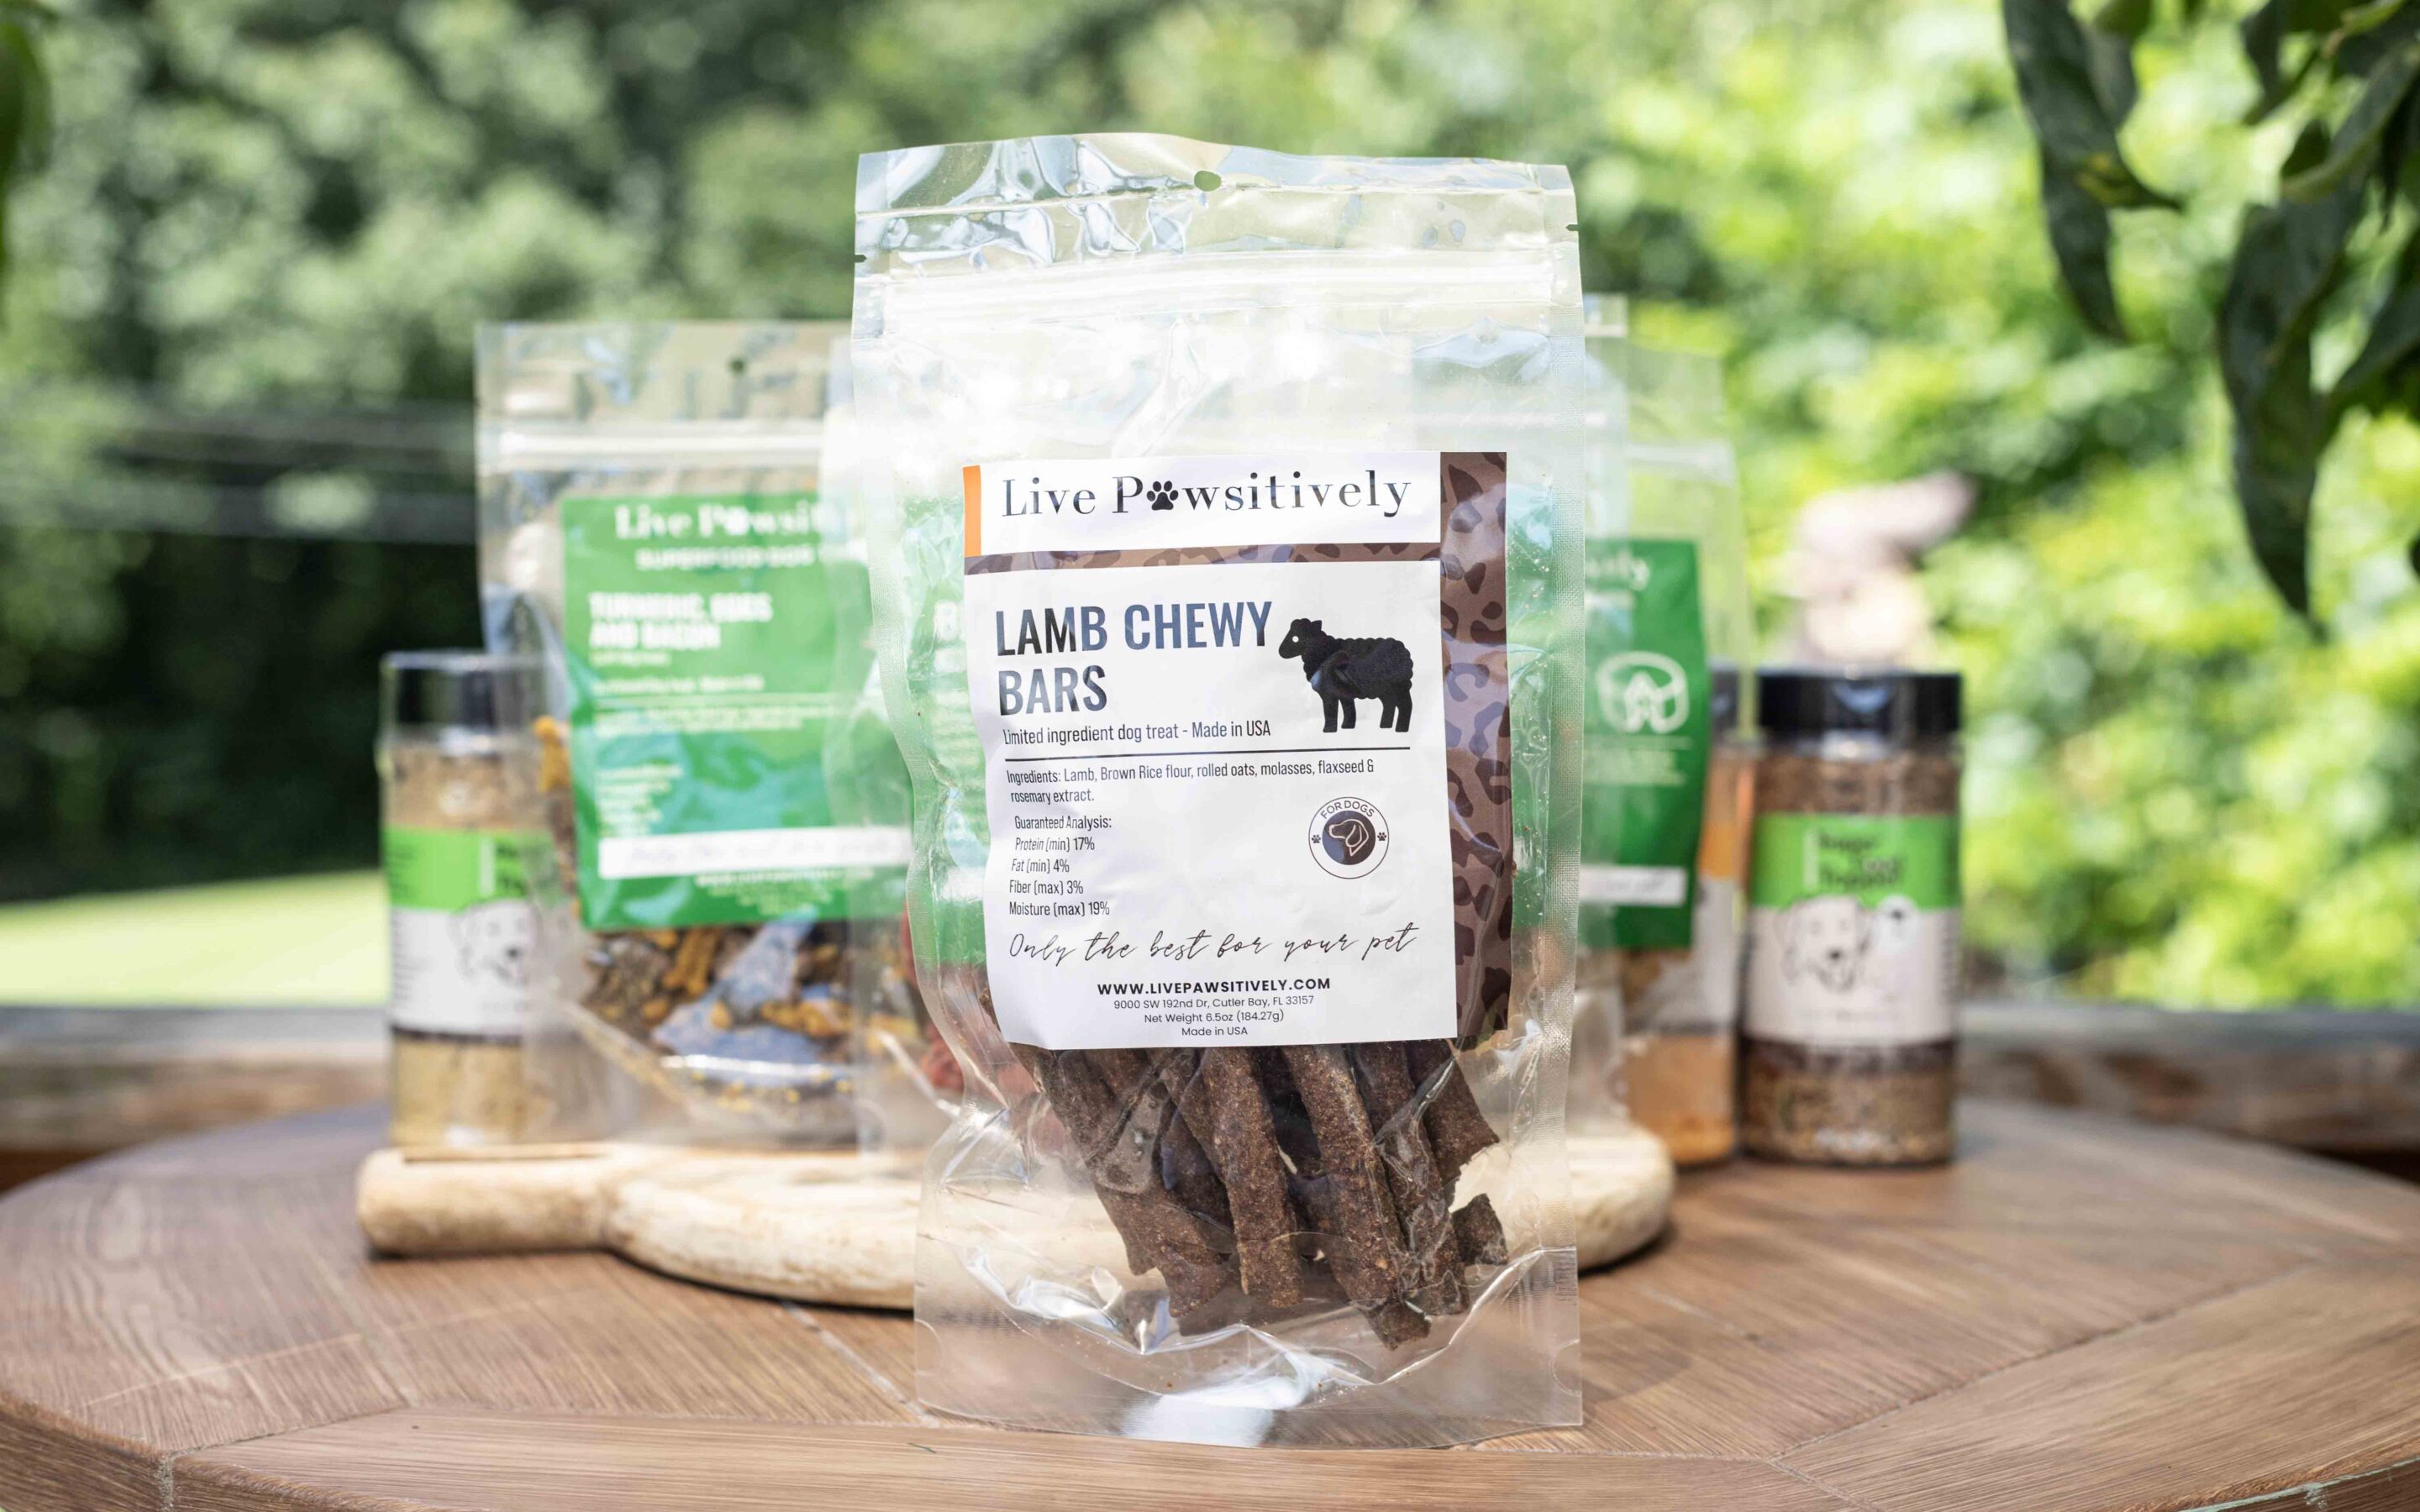 Live Pawsitively
LAMB CHEWY
BARS
Limited ingredient dog treat - Made in USA
Ingredients: Lamb, Brown Rice flour, rolled oats, molasses, flaxseed &
rosemary extract.
FOR DOGS
Guaranteed Analysis:
Protein (min) 17%
Fat (min) 4%
Fiber (max) 3%
Moisture (max) 19%
Only the best for your pet
WWW.LIVEPAWSITIVELY.COM
9000 SW 192nd Dr, Cutler Bay, FL 33157
Net Weight 6.5oz (184.27g)
Made in USA
Live Pawsit
SUPERFOOD DOG
TURMERIC, EGGS
AND BACON